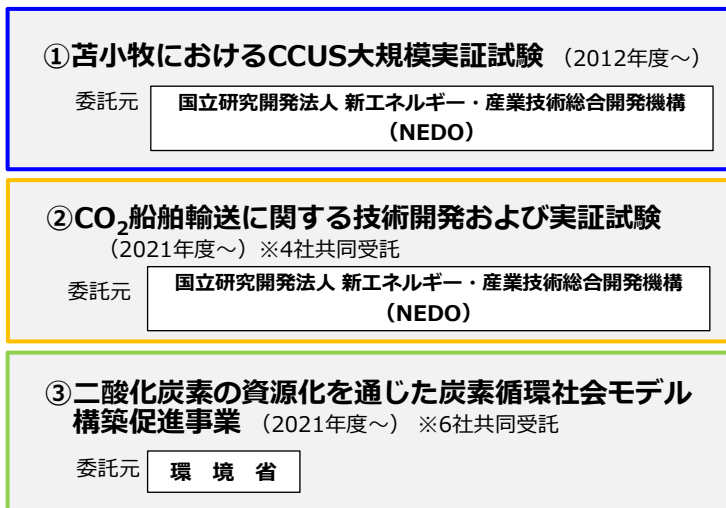 ①苫小牧におけるCCUS大規模実証試験 （2012年度～）
委託元 国立研究開発法人 新エネルギー・産業技術総合開発機構
（NEDO）
②CO₂船舶輸送に関する技術開発および実証試験
（2021年度～）※4社共同受託
委託元 国立研究開発法人 新エネルギー・産業技術総合開発機構
（NEDO）
③二酸化炭素の資源化を通じた炭素循環社会モデル
構築促進事業 （2021年度～） ※6社共同受託
委託元 環 境 省